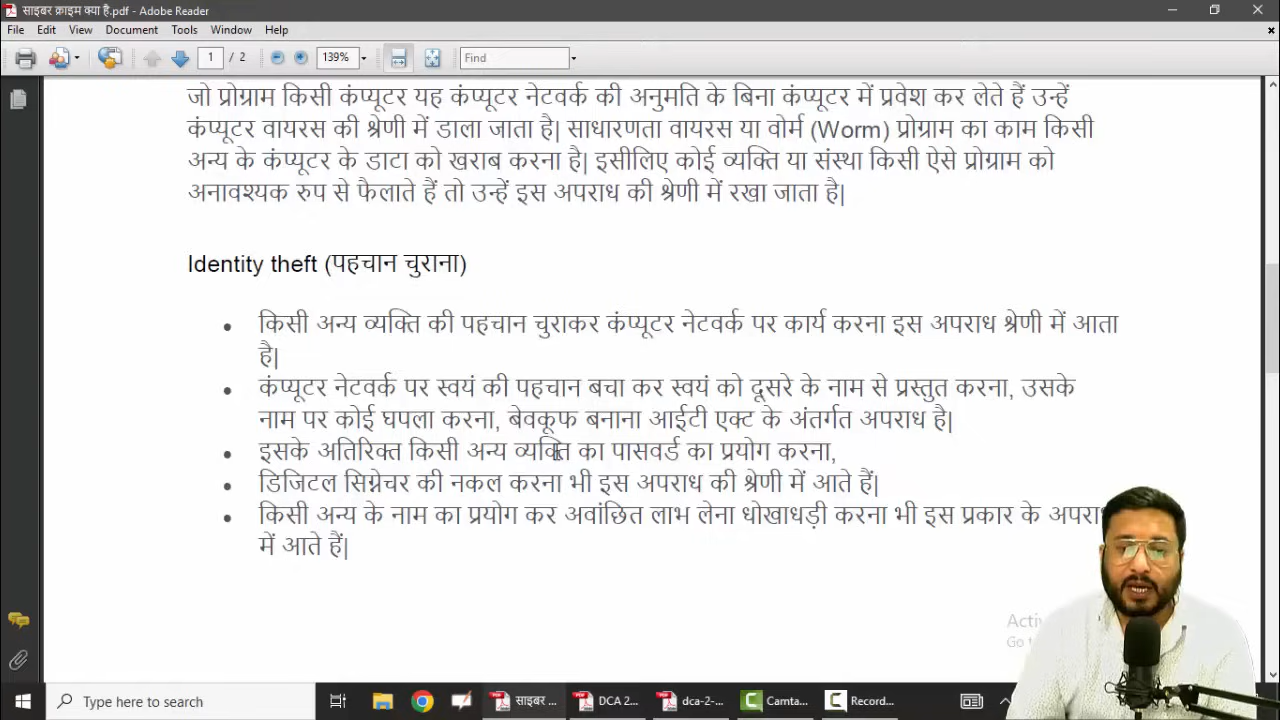 साइबर क्राइम क्या है.pdf - Adobe Reader
File Edit View Document Tools Window Help
1 / 2 139% Find
जो प्रोग्राम किसी कंप्यूटर यह कंप्यूटर नेटवर्क की अनुमति के बिना कंप्यूटर में प्रवेश कर लेते हैं उन्हें
कंप्यूटर वायरस की श्रेणी में डाला जाता है| साधारणता वायरस या वोर्म (Worm) प्रोग्राम का काम किसी
अन्य के कंप्यूटर के डाटा को खराब करना है| इसीलिए कोई व्यक्ति या संस्था किसी ऐसे प्रोग्राम को
अनावश्यक रुप से फैलाते हैं तो उन्हें इस अपराध की श्रेणी में रखा जाता है|
Identity theft (पहचान चुराना)
• किसी अन्य व्यक्ति की पहचान चुराकर कंप्यूटर नेटवर्क पर कार्य करना इस अपराध श्रेणी में आता
है|
• कंप्यूटर नेटवर्क पर स्वयं की पहचान बचा कर स्वयं को दूसरे के नाम से प्रस्तुत करना, उसके
नाम पर कोई घपला करना, बेवकूफ बनाना आईटी एक्ट के अंतर्गत अपराध है|
• इसके अतिरिक्त किसी अन्य व्यक्ति का पासवर्ड का प्रयोग करना,
• डिजिटल सिग्नेचर की नकल करना भी इस अपराध की श्रेणी में आते हैं|
• किसी अन्य के नाम का प्रयोग कर अवांछित लाभ लेना धोखाधड़ी करना भी इस प्रकार के अपरा
में आते हैं|
Activ
Go to
Type here to search साइबर ... DCA 2... dca-2-... Camta... Record...